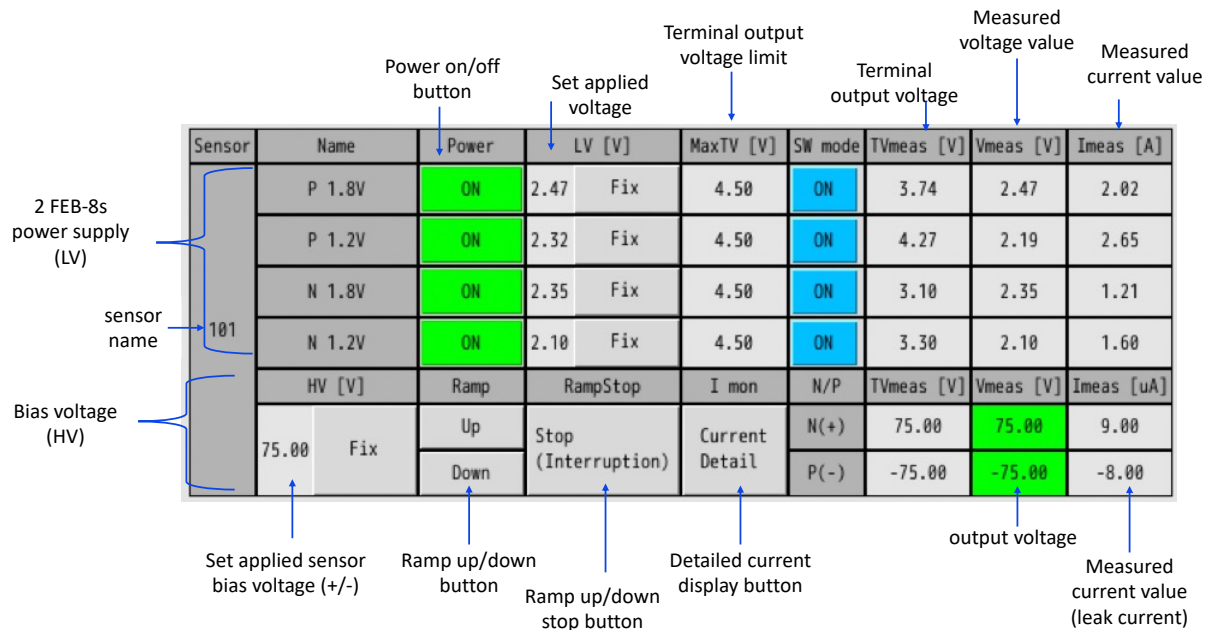 Measured
voltage value
Terminal output
voltage limit
Measured
current value
Power on/off
button
Set applied
voltage
Terminal
output voltage
Sensor Name Power LV [V] MaxTV [V] SW mode TVmeas [V] Vmeas [V] Imeas [A]
P 1.8V ON 2.47 Fix 4.50 ON 3.74 2.47 2.02
2 FEB-8s
power supply
(LV)
P 1.2V ON 2.32 Fix 4.50 ON 4.27 2.19 2.65
N 1.8V ON 2.35 Fix 4.50 ON 3.10 2.35 1.21
sensor
name
101
N 1.2V ON 2.10 Fix 4.50 ON 3.30 2.10 1.60
HV [V] Ramp RampStop I mon N/P TVmeas [V] Vmeas [V] Imeas [uA]
Bias voltage
(HV)
75.00 Fix
Up
Down
Stop
(Interruption)
Current
Detail
N(+) 75.00 75.00 9.00
P(-) -75.00 -75.00 -8.00
Set applied sensor
bias voltage (+/-)
Ramp up/down
button
Ramp up/down
stop button
Detailed current
display button
output voltage
Measured
current value
(leak current)